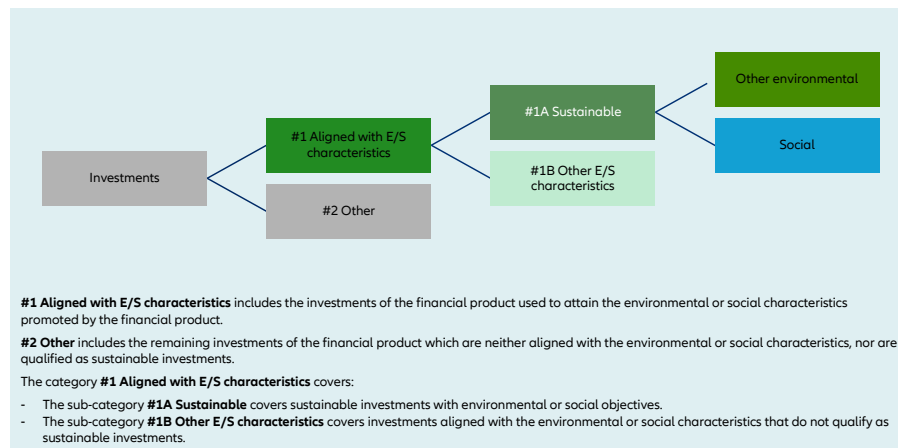 Other environmental
#1A Sustainable
#1 Aligned with E/S
characteristics
Social
Investments
#1B Other E/S
characteristics
#2 Other
#1 Aligned with E/S characteristics includes the investments of the financial product used to attain the environmental or social characteristics
promoted by the financial product.
#2 Other includes the remaining investments of the financial product which are neither aligned with the environmental or social characteristics, nor are
qualified as sustainable investments.
The category #1 Aligned with E/S characteristics covers:
- The sub-category #1A Sustainable covers sustainable investments with environmental or social objectives.
- The sub-category #1B Other E/S characteristics covers investments aligned with the environmental or social characteristics that do not qualify as
sustainable investments.